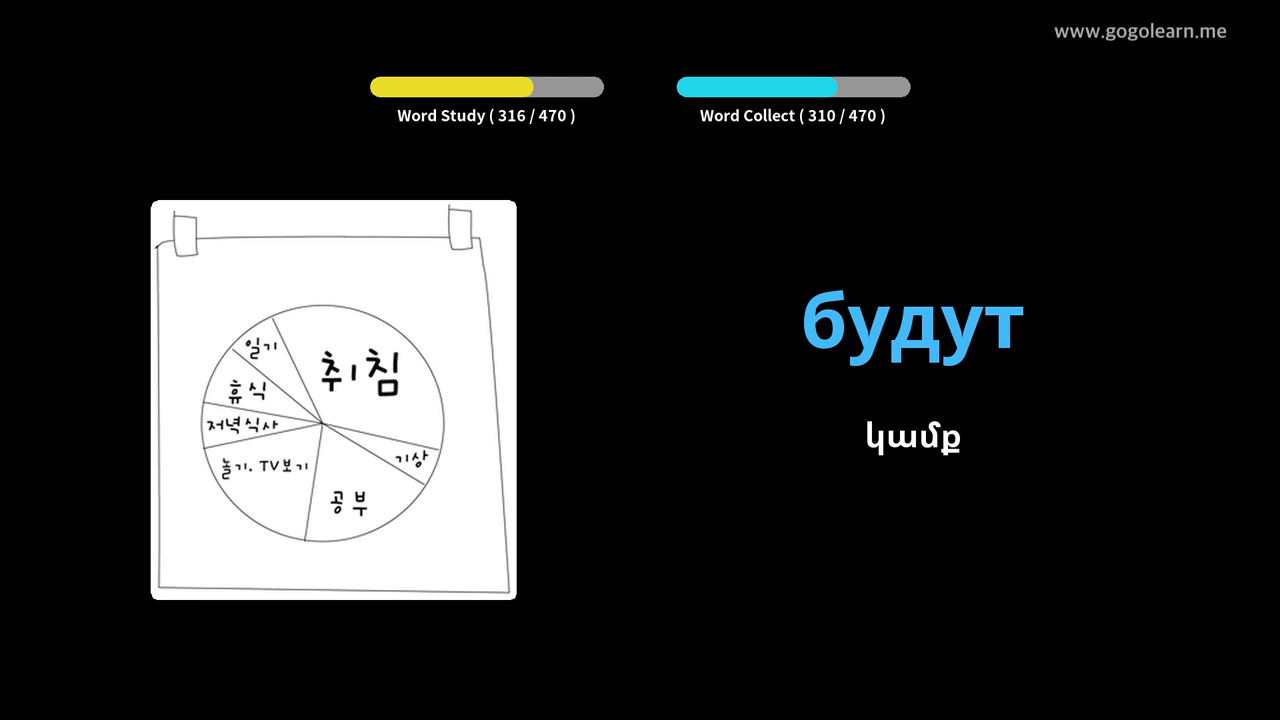 www.gogolearn.me
Word Study ( 316 / 470 )
Word Collect ( 310 / 470 )
일기
취침
휴식
저녁식사
놀기. TV보기
기상
공부
будут
կամք